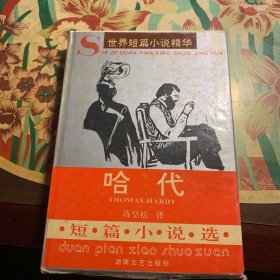 世界短篇小说精华
SHI JIE DUAN PIAN XIAO SHUO JING HUA
哈代
THOMAS.HARDY
蒋坚松 译
短·篇·小·说·选
duan pian xiao shuo xuan
湖南文艺出版社